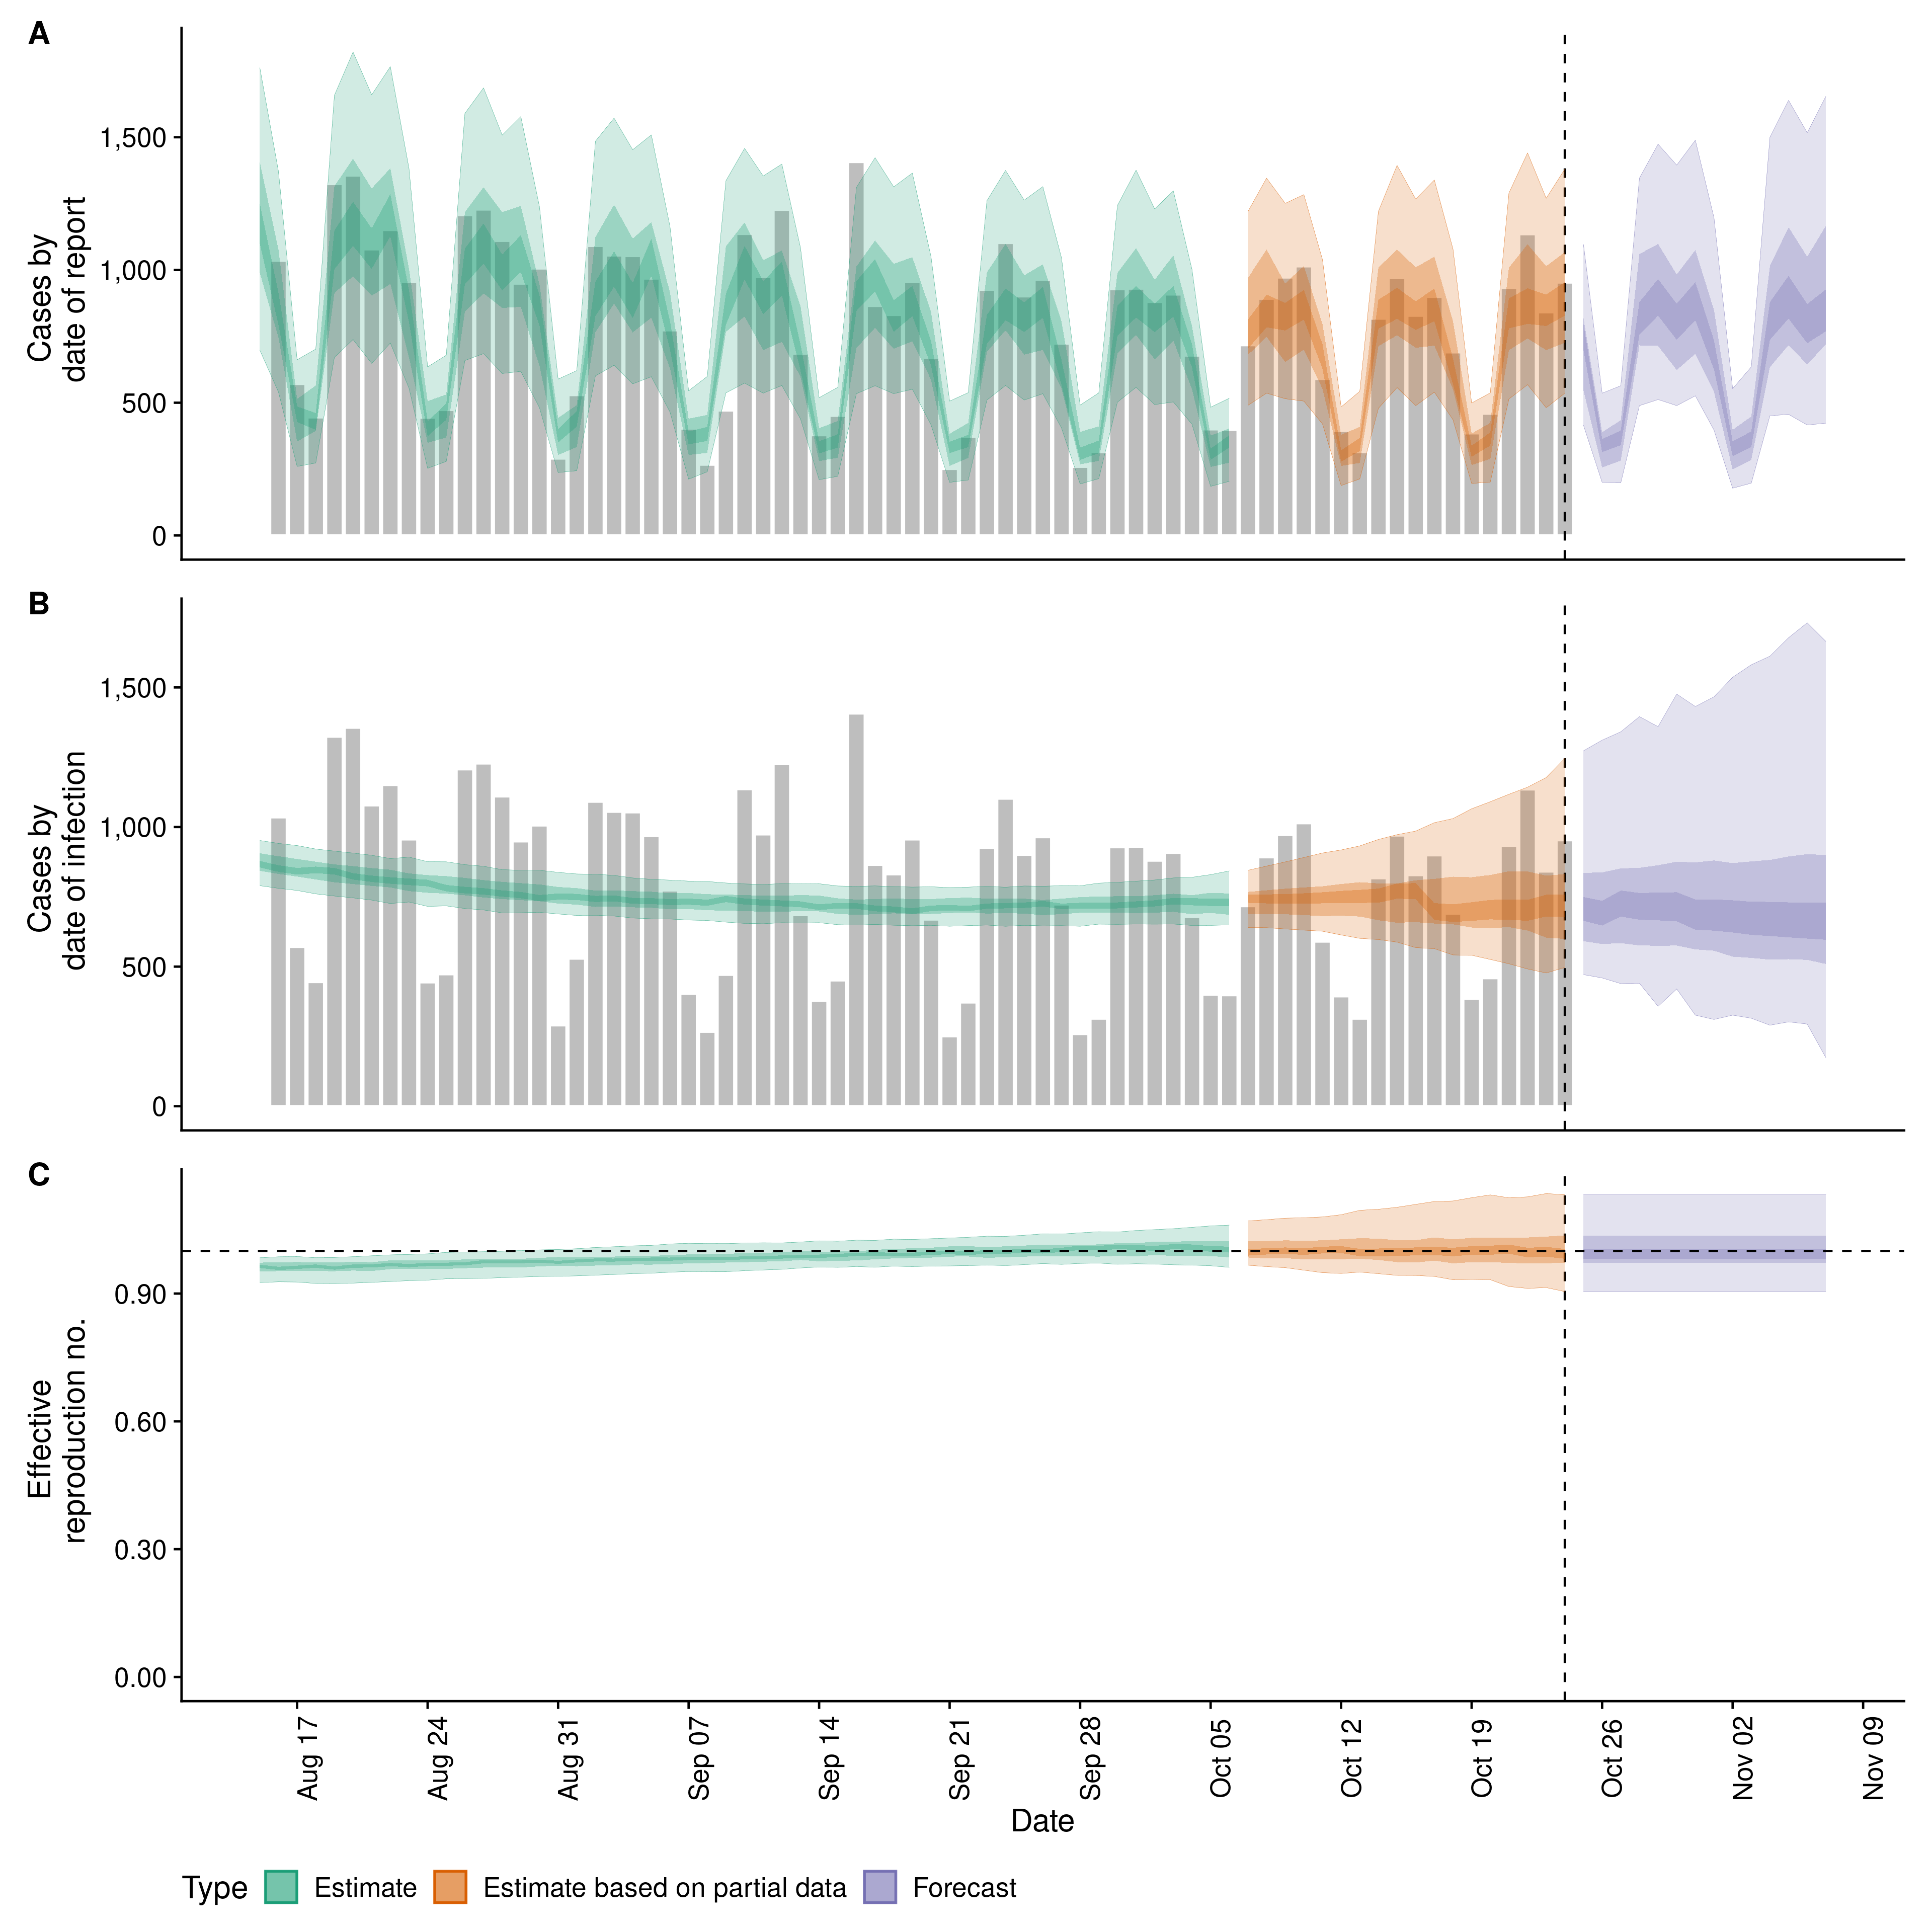 A
Cases by
date of report
1,500
1,000
500
0
B
Cases by
date of infection
1,500
1,000
500
0
C
Effective
reproduction no.
0.90
0.60
0.30
0.00
Aug 17
Aug 24
Aug 31
Sep 07
Sep 14
Sep 21
Sep 28
Oct 05
Oct 12
Oct 19
Oct 26
Nov 02
Nov 09
Date
Type Estimate Estimate based on partial data Forecast